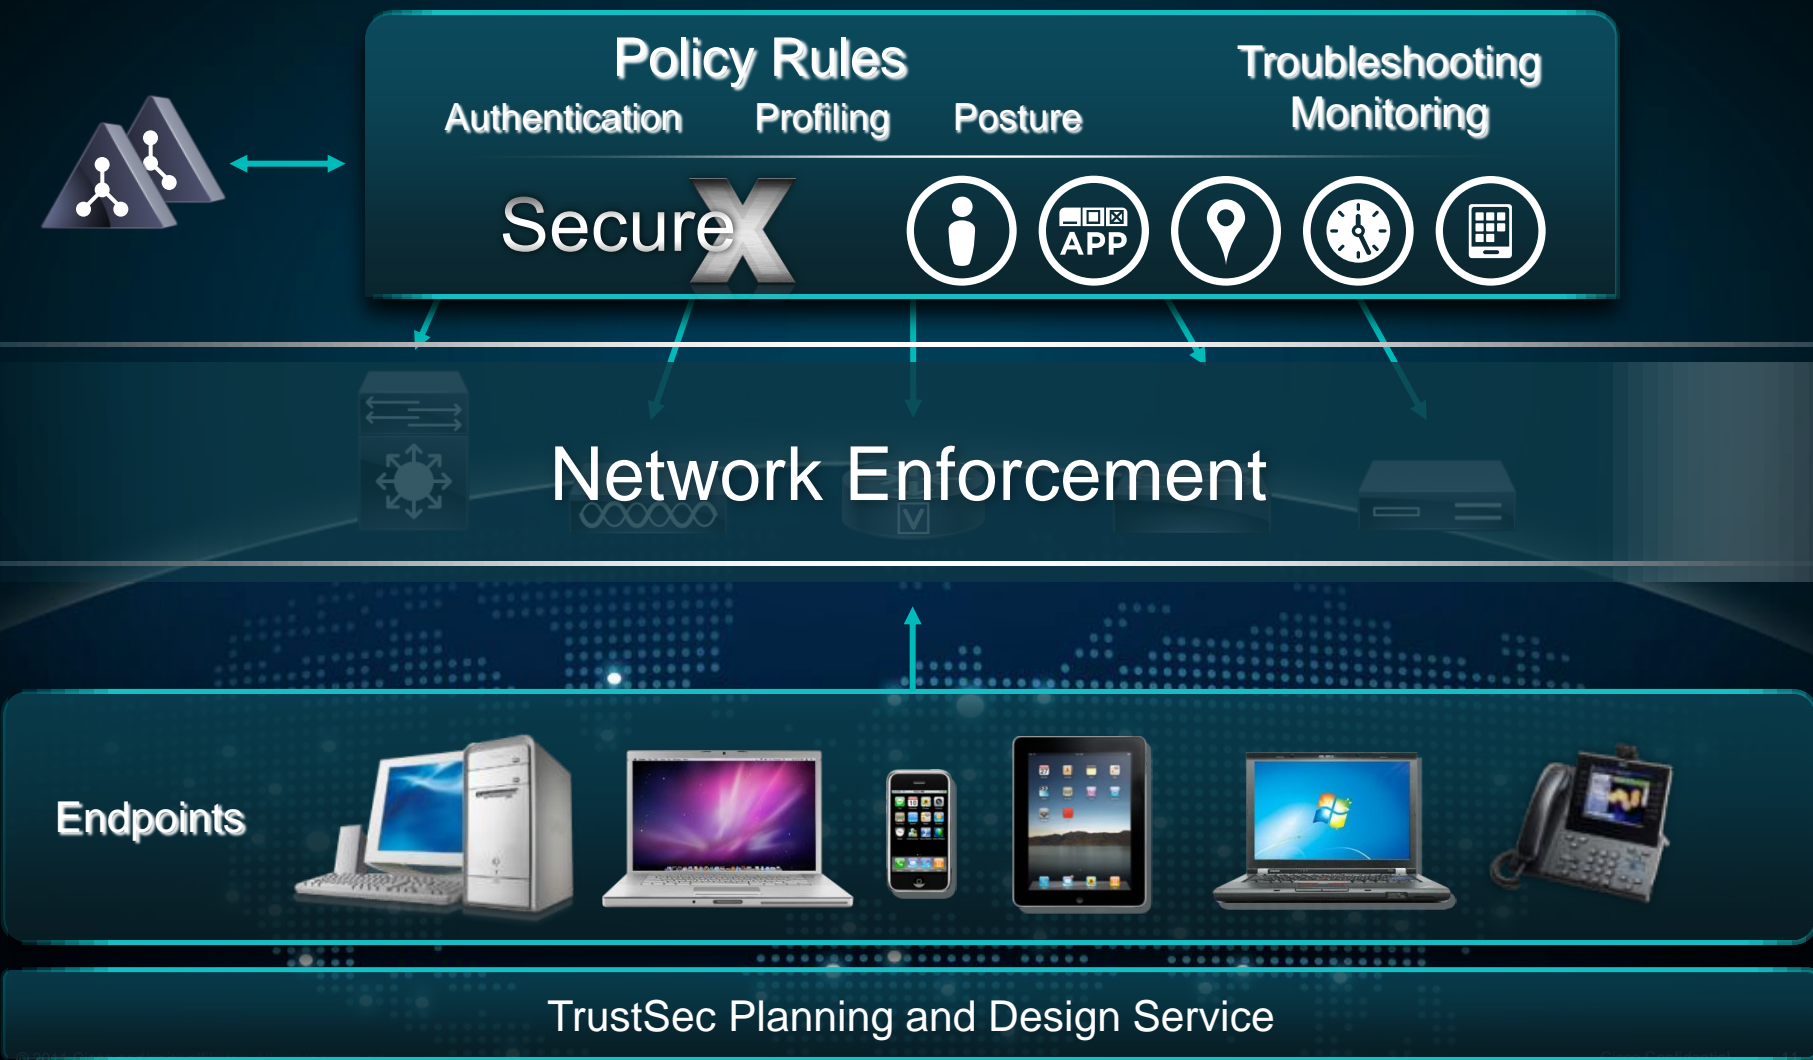 Policy Rules
Troubleshooting
Monitoring
Authentication Profiling Posture
SecureX
APP
Network Enforcement
V
Endpoints
TrustSec Planning and Design Service